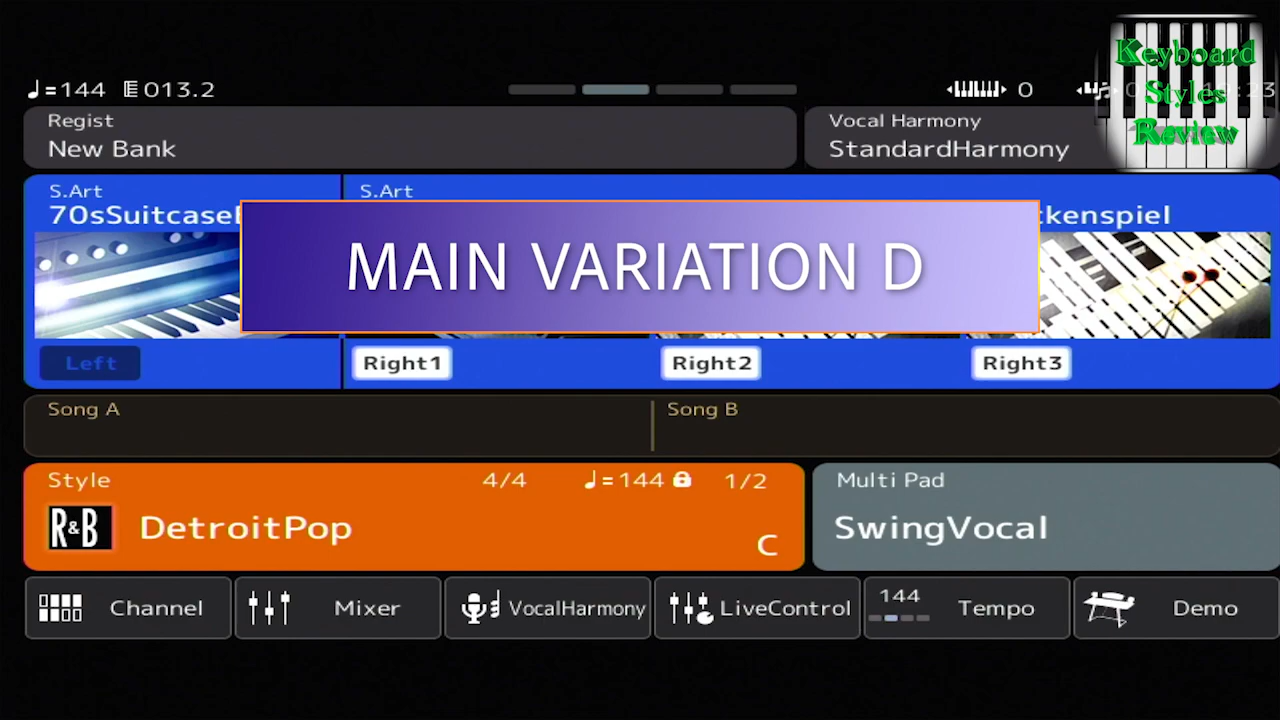 ♩=144 013.2
0
:23
Keyboard
Styles
Review
Regist
New Bank
Vocal Harmony
StandardHarmony
S.Art
70sSuitcase
S.Art
ckenspiel
MAIN VARIATION D
Left
Right1
Right2
Right3
Song A
Song B
Style
4/4 ♩=144 1/2
R&B
DetroitPop
C
Multi Pad
SwingVocal
Channel
Mixer
VocalHarmony
LiveControl
144
Tempo
Demo